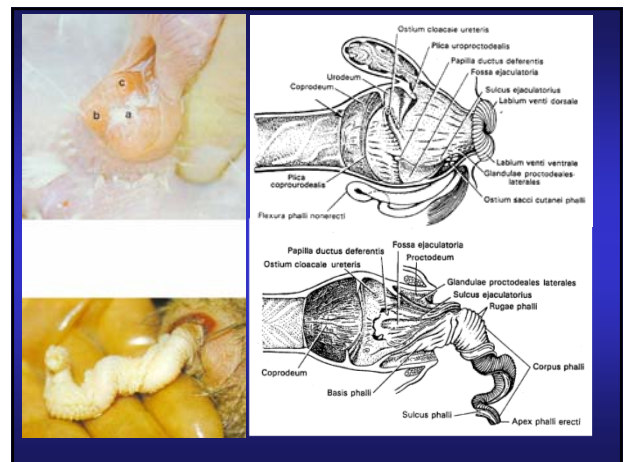 c
b
a
Ostium cloacaie ureteris
Plica uroproctodealis
Papilla ductus deferentis
Fossa ejaculatoria
Urodeum
Coprodeum
Sulcus ejaculatorius
Labium venti dorsale
Labium venti ventrale
Glandulae proctodeales-
laterales
Ostium sacci cutanei phalli
Plica
coprourodealis
Flexura phalli nonerecti
Papilla ductus deferentis
Fossa ejaculatoria
Proctodeum
Ostium cloacaie ureteris
Glandulae proctodeales laterales
Sulcus ejaculatorius
Rugae phalli
Corpus phalli
Coprodeum
Basis phalli
Sulcus phalli
Apex phalli erecti